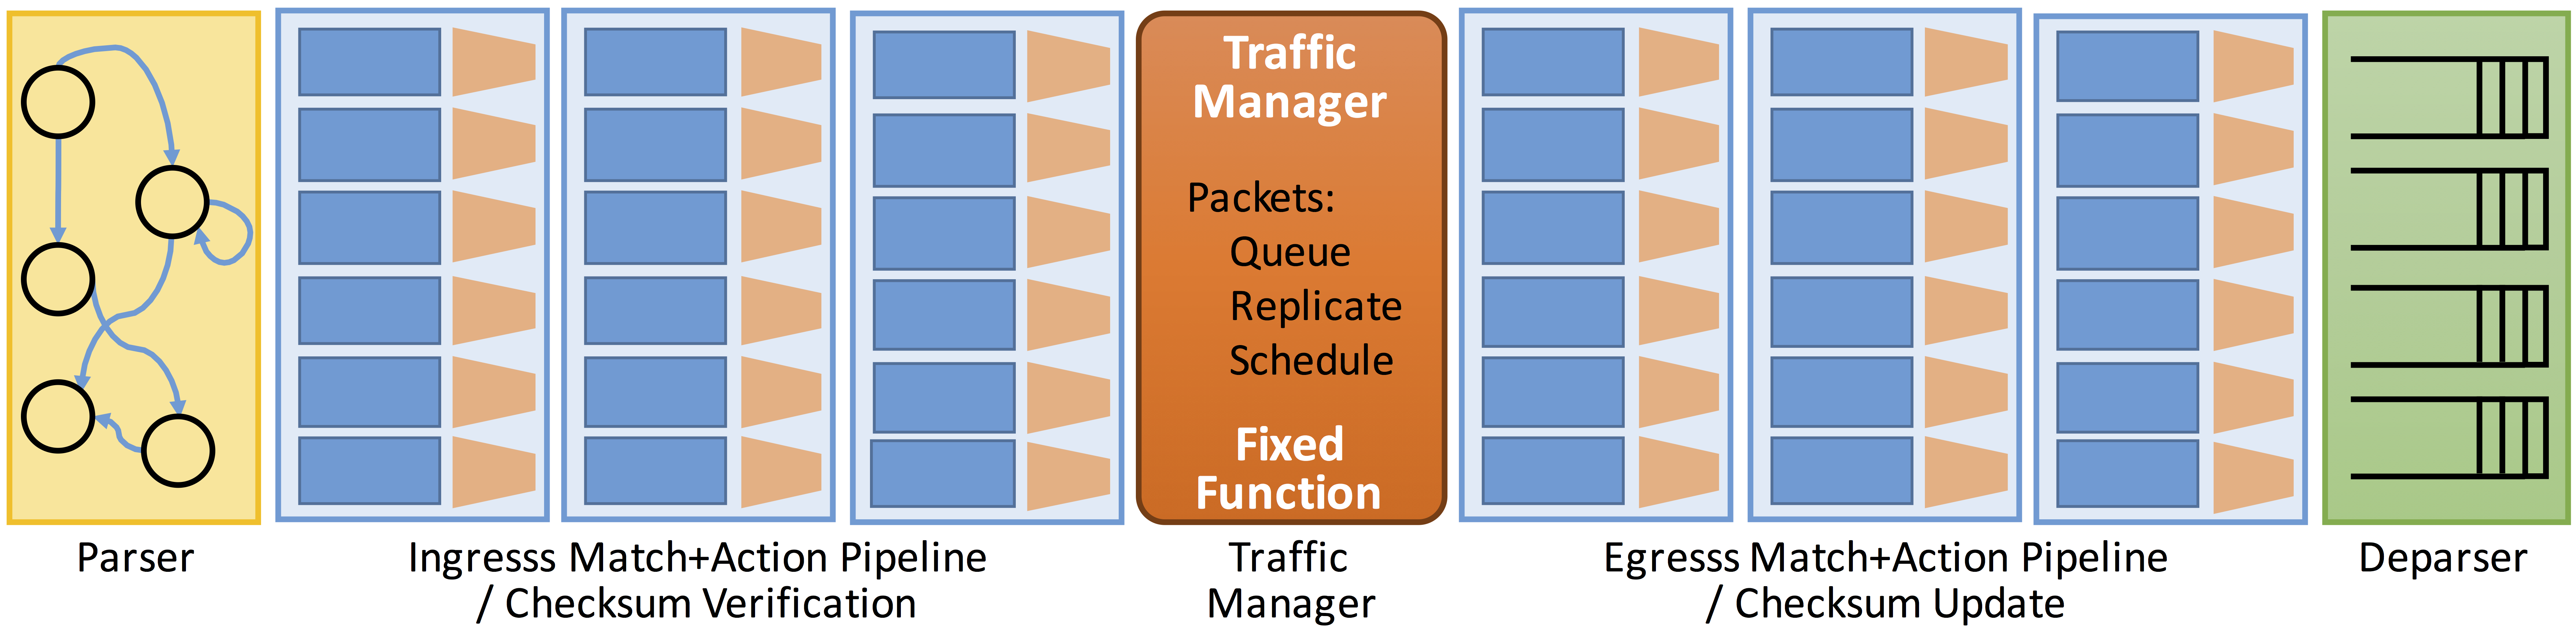 Traffic
Manager
Packets:
Queue
Replicate
Schedule
Fixed
Function
Parser
Ingresss Match+Action Pipeline
/ Checksum Verification
Traffic
Manager
Egresss Match+Action Pipeline
/ Checksum Update
Deparser